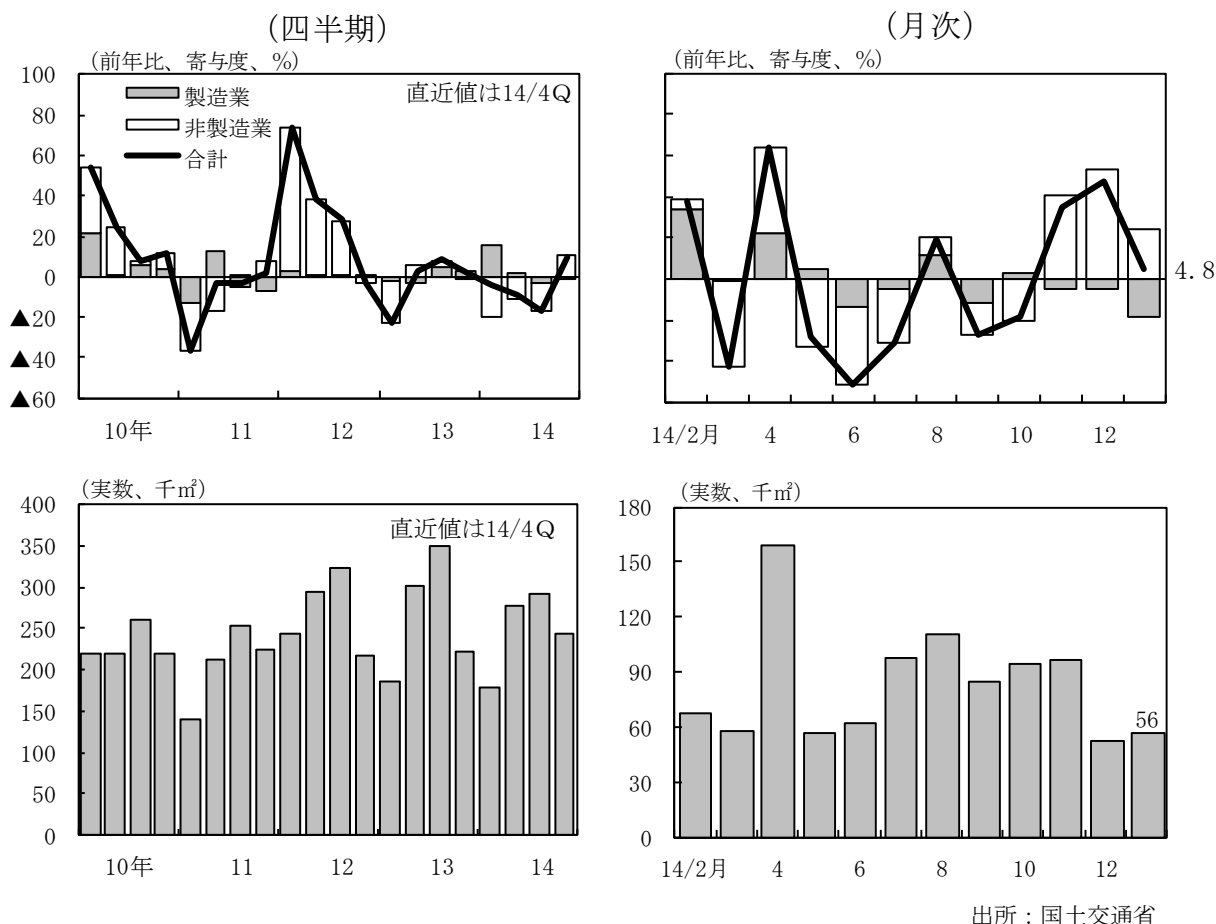 （四半期）
（前年比、寄与度、％）
100
80
60
40
20
0
▲20
▲40
▲60
製造業
非製造業
合計
直近値は14/4Q
10年 11 12 13 14
（月次）
（前年比、寄与度、％）
4.8
14/2月 4 6 8 10 12
（実数、千㎡）
400
350
300
250
200
150
100
50
0
直近値は14/4Q
10年 11 12 13 14
（実数、千㎡）
180
150
120
90
60
30
0
56
14/2月 4 6 8 10 12
出所：国土交通省